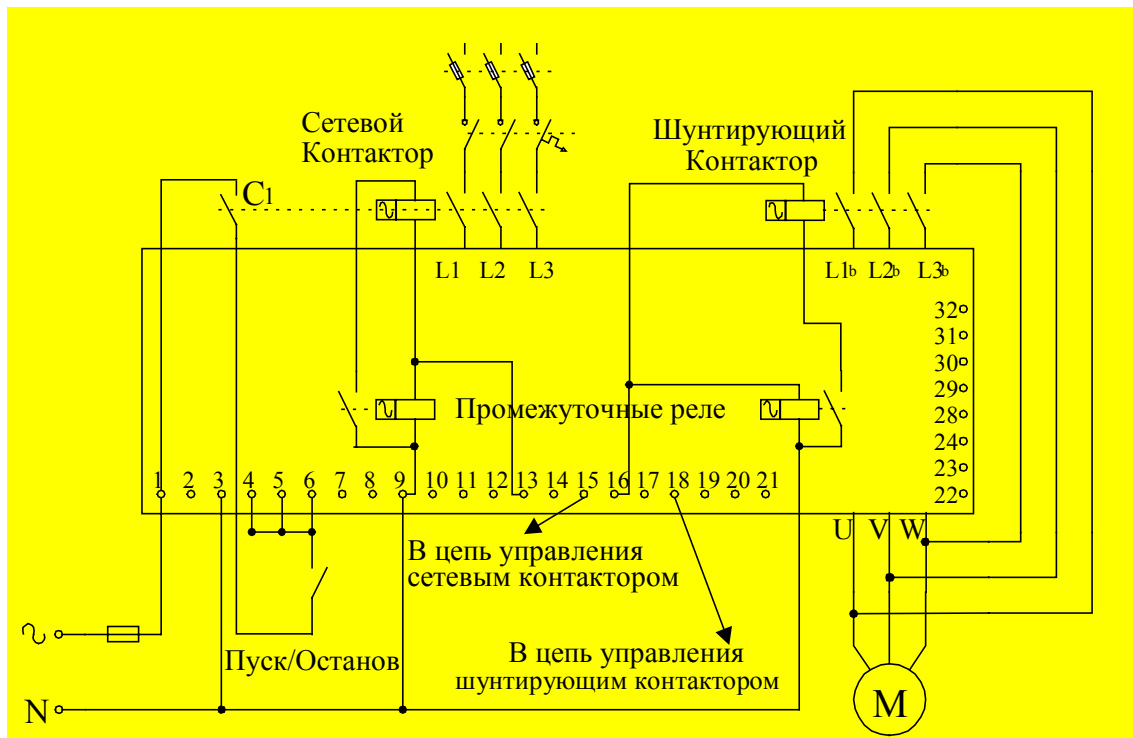 Сетевой
Контактор
Шунтирующий
Контактор
C1
L1 L2 L3
L1b L2b L3b
32
31
30
29
28
24
23
22
Промежуточные реле
1 2 3 4 5 6 7 8 9 10 11 12 13 14 15 16 17 18 19 20 21
U V W
В цепь управления
сетевым контактором
Пуск/Останов
В цепь управления
шунтирующим контактором
N
M